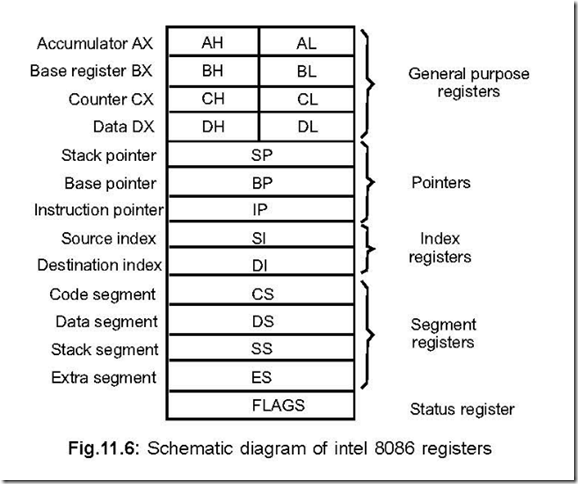 Accumulator AX AH AL
Base register BX BH BL
Counter CX CH CL
Data DX DH DL
General purpose
registers
Stack pointer SP
Base pointer BP
Instruction pointer IP
Pointers
Source index SI
Destination index DI
Index
registers
Code segment CS
Data segment DS
Stack segment SS
Extra segment ES
Segment
registers
FLAGS Status register
Fig.11.6: Schematic diagram of intel 8086 registers